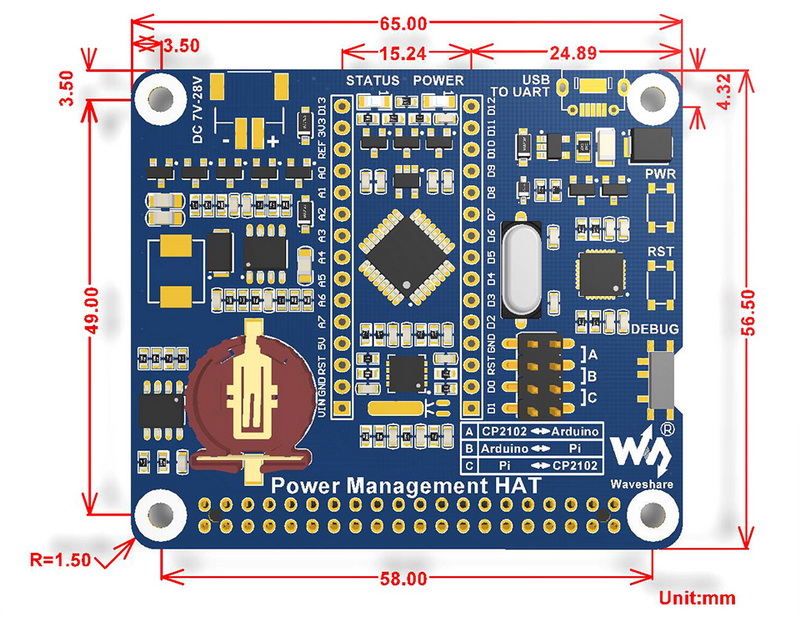 65.00
3.50
15.24
24.89
3.50
4.32
STATUS POWER
USB
TO UART
DC 7V-28V
- +
D13
3V3
REF
A0
A1
A2
A3
A4
A5
A6
A7
5V
RST
GND
VIN
D12
D11
D10
D9
D8
D7
D6
D5
D4
D3
D2
GND
RST
D0
D1
PWR
RST
DEBUG
49.00
56.50
A
B
C
A CP2102 Arduino
B Arduino Pi
C Pi CP2102
®
Waveshare
Power Management HAT
R=1.50
58.00
Unit:mm